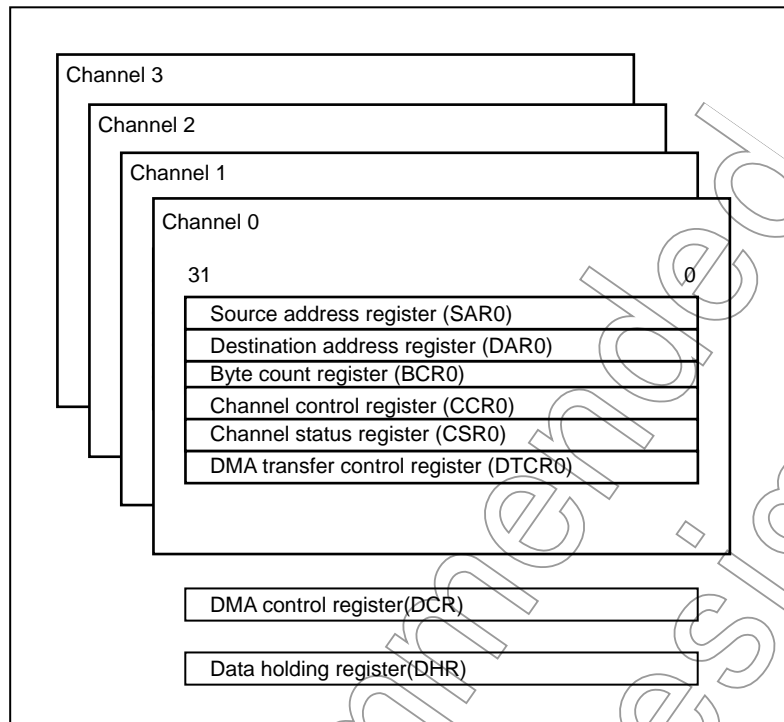 Channel 3
Channel 2
Channel 1
Channel 0
31 0
Source address register (SAR0)
Destination address register (DAR0)
Byte count register (BCR0)
Channel control register (CCR0)
Channel status register (CSR0)
DMA transfer control register (DTCR0)
DMA control register(DCR)
Data holding register(DHR)